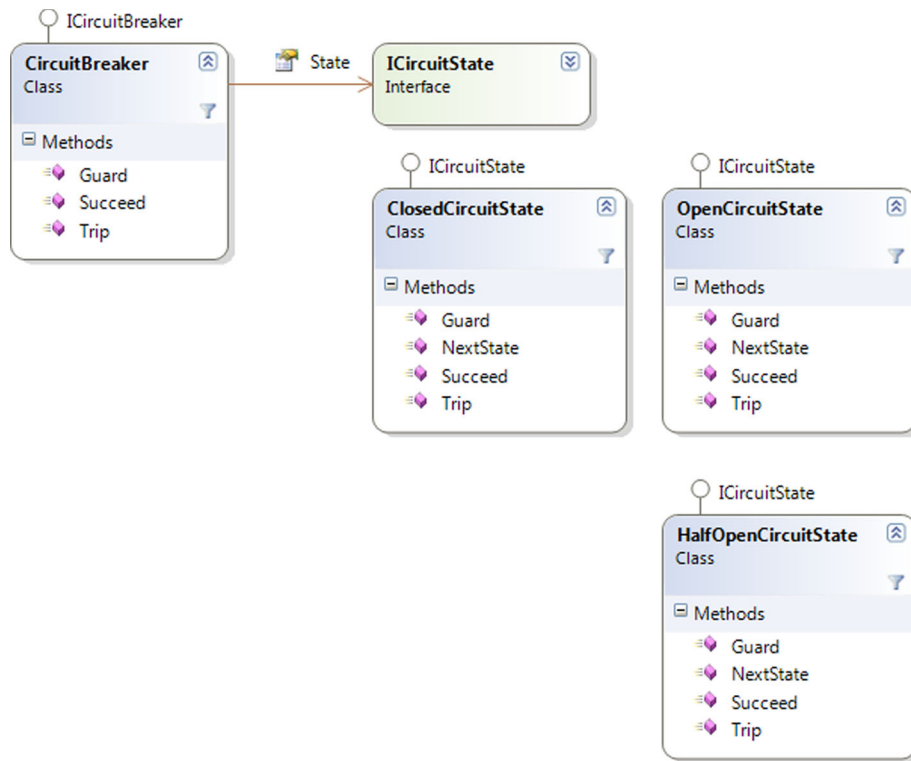 ICircuitBreaker
CircuitBreaker
Class
Methods
Guard
Succeed
Trip
State
ICircuitState
Interface
ICircuitState
ClosedCircuitState
Class
Methods
Guard
NextState
Succeed
Trip
ICircuitState
OpenCircuitState
Class
Methods
Guard
NextState
Succeed
Trip
ICircuitState
HalfOpenCircuitState
Class
Methods
Guard
NextState
Succeed
Trip